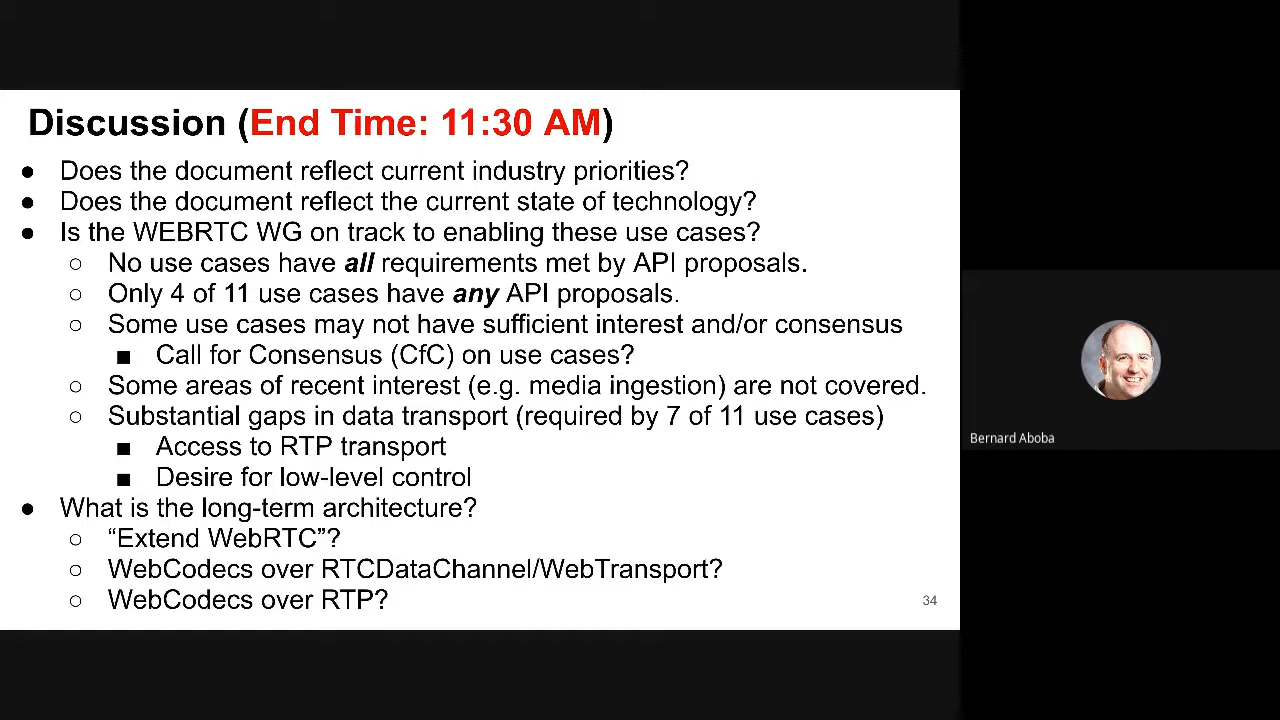 Discussion (End Time: 11:30 AM)
● Does the document reflect current industry priorities?
● Does the document reflect the current state of technology?
● Is the WEBRTC WG on track to enabling these use cases?
○ No use cases have all requirements met by API proposals.
○ Only 4 of 11 use cases have any API proposals.
○ Some use cases may not have sufficient interest and/or consensus
■ Call for Consensus (CfC) on use cases?
○ Some areas of recent interest (e.g. media ingestion) are not covered.
○ Substantial gaps in data transport (required by 7 of 11 use cases)
■ Access to RTP transport
■ Desire for low-level control
● What is the long-term architecture?
○ “Extend WebRTC”?
○ WebCodecs over RTCDataChannel/WebTransport?
○ WebCodecs over RTP?
34
Bernard Aboba